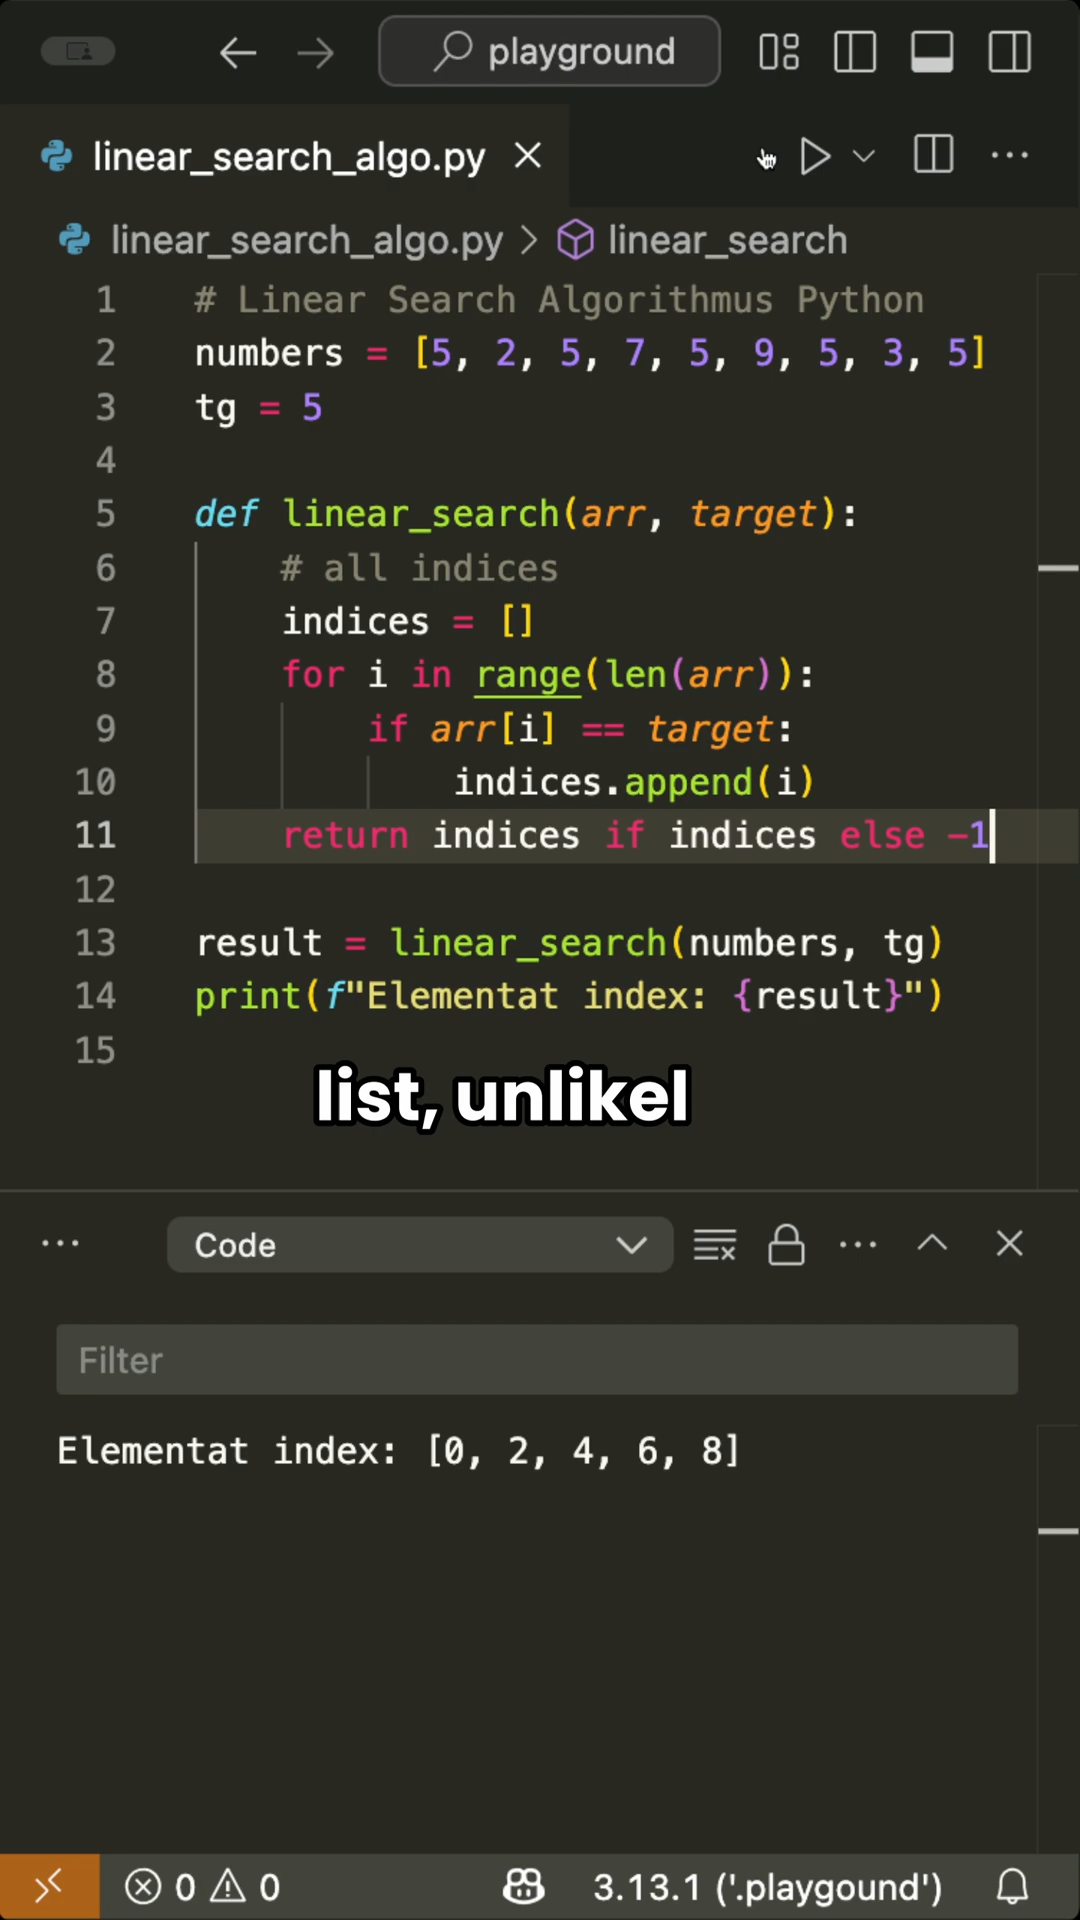 playground
linear_search_algo.py
linear_search_algo.py > linear_search
1 # Linear Search Algorithmus Python
2 numbers = [5, 2, 5, 7, 5, 9, 5, 3, 5]
3 tg = 5
4
5 def linear_search(arr, target):
6     # all indices
7     indices = []
8     for i in range(len(arr)):
9         if arr[i] == target:
10             indices.append(i)
11     return indices if indices else -1
12
13 result = linear_search(numbers, tg)
14 print(f"Elementat index: {result}")
15
list, unlikel
Code
Filter
Elementat index: [0, 2, 4, 6, 8]
0 0 3.13.1 ('.playgound')